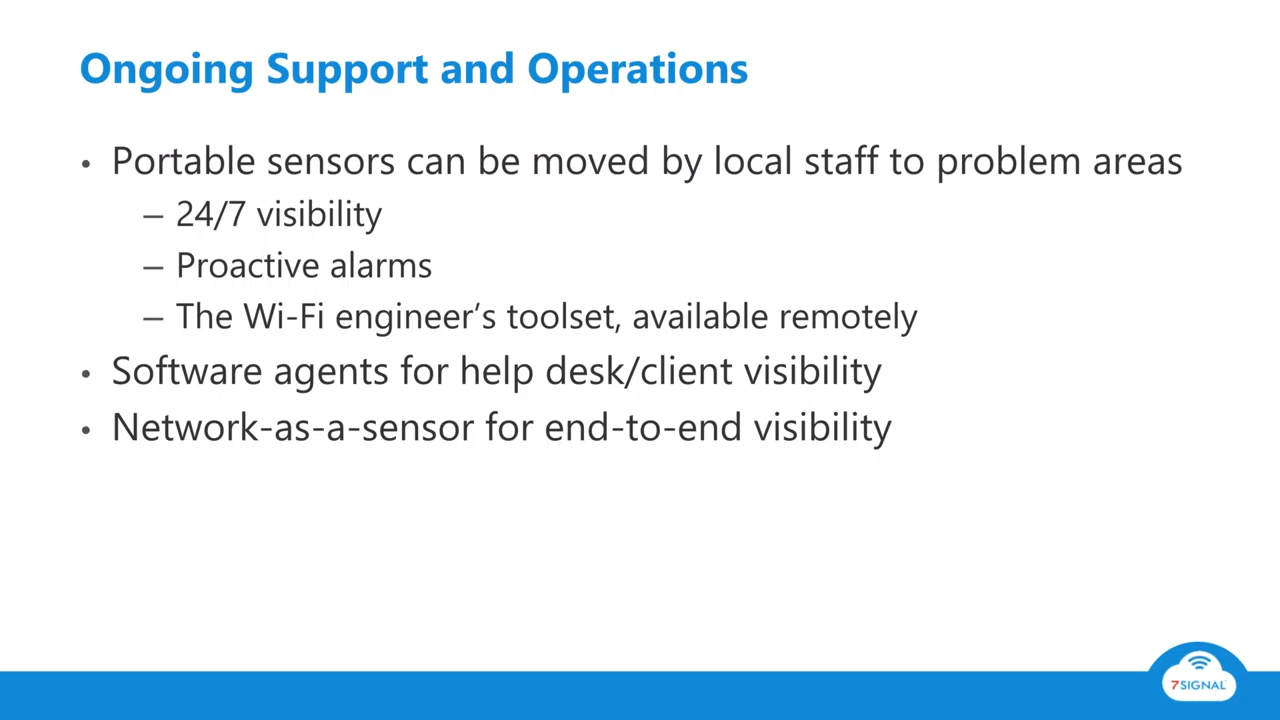 Ongoing Support and Operations
• Portable sensors can be moved by local staff to problem areas
– 24/7 visibility
– Proactive alarms
– The Wi-Fi engineer’s toolset, available remotely
• Software agents for help desk/client visibility
• Network-as-a-sensor for end-to-end visibility
7SIGNAL